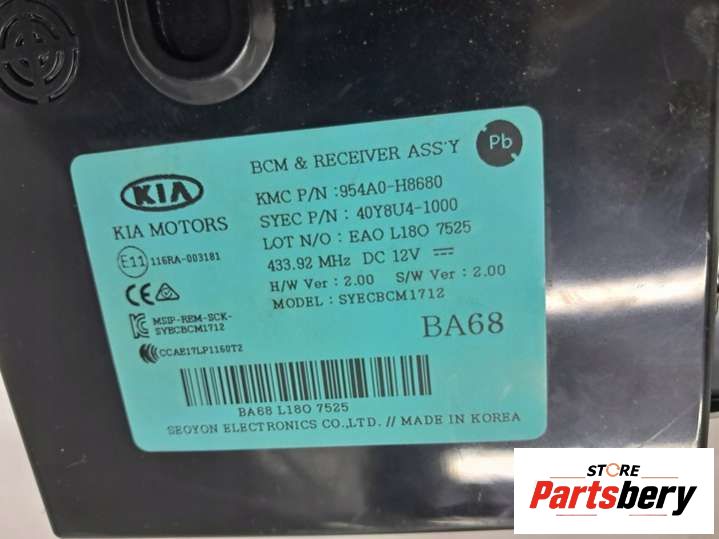 BCM & RECEIVER ASS'Y
Pb
KIA
KIA MOTORS
KMC P/N :954A0-H8680
SYEC P/N : 40Y8U4-1000
LOT N/O : EAO L18O 7525
E11 116RA-003181
433.92 MHz DC 12V
H/W Ver : 2.00 S/W Ver : 2.00
MODEL : SYECBCM1712
CE
MSIP-REM-SCK-
SYBCBCM1712
BA68
CCAE17LP1160T2
BA68 L18O 7525
SEOYON ELECTRONICS CO.,LTD. // MADE IN KOREA
STORE
Partsbery